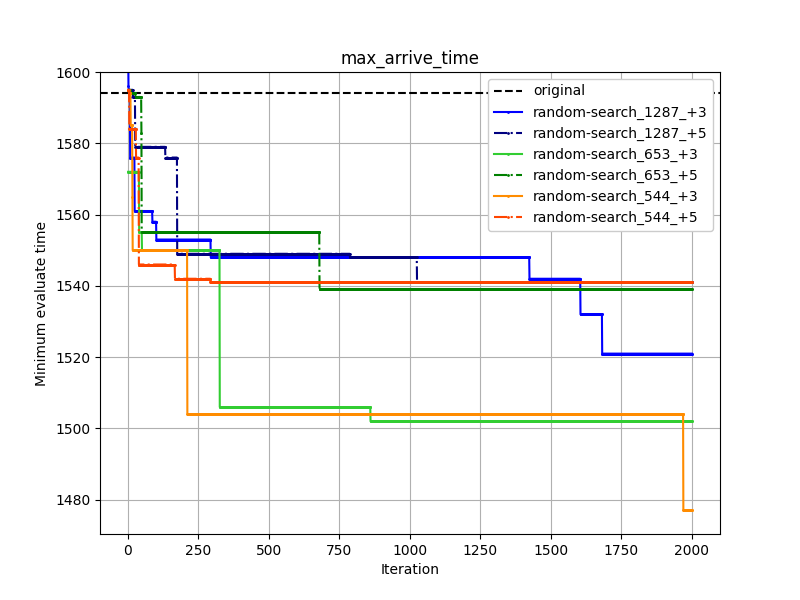 max_arrive_time
1600
1580
1560
1540
1520
1500
1480
Minimum evaluate time
original
random-search_1287_+3
random-search_1287_+5
random-search_653_+3
random-search_653_+5
random-search_544_+3
random-search_544_+5
0 250 500 750 1000 1250 1500 1750 2000
Iteration